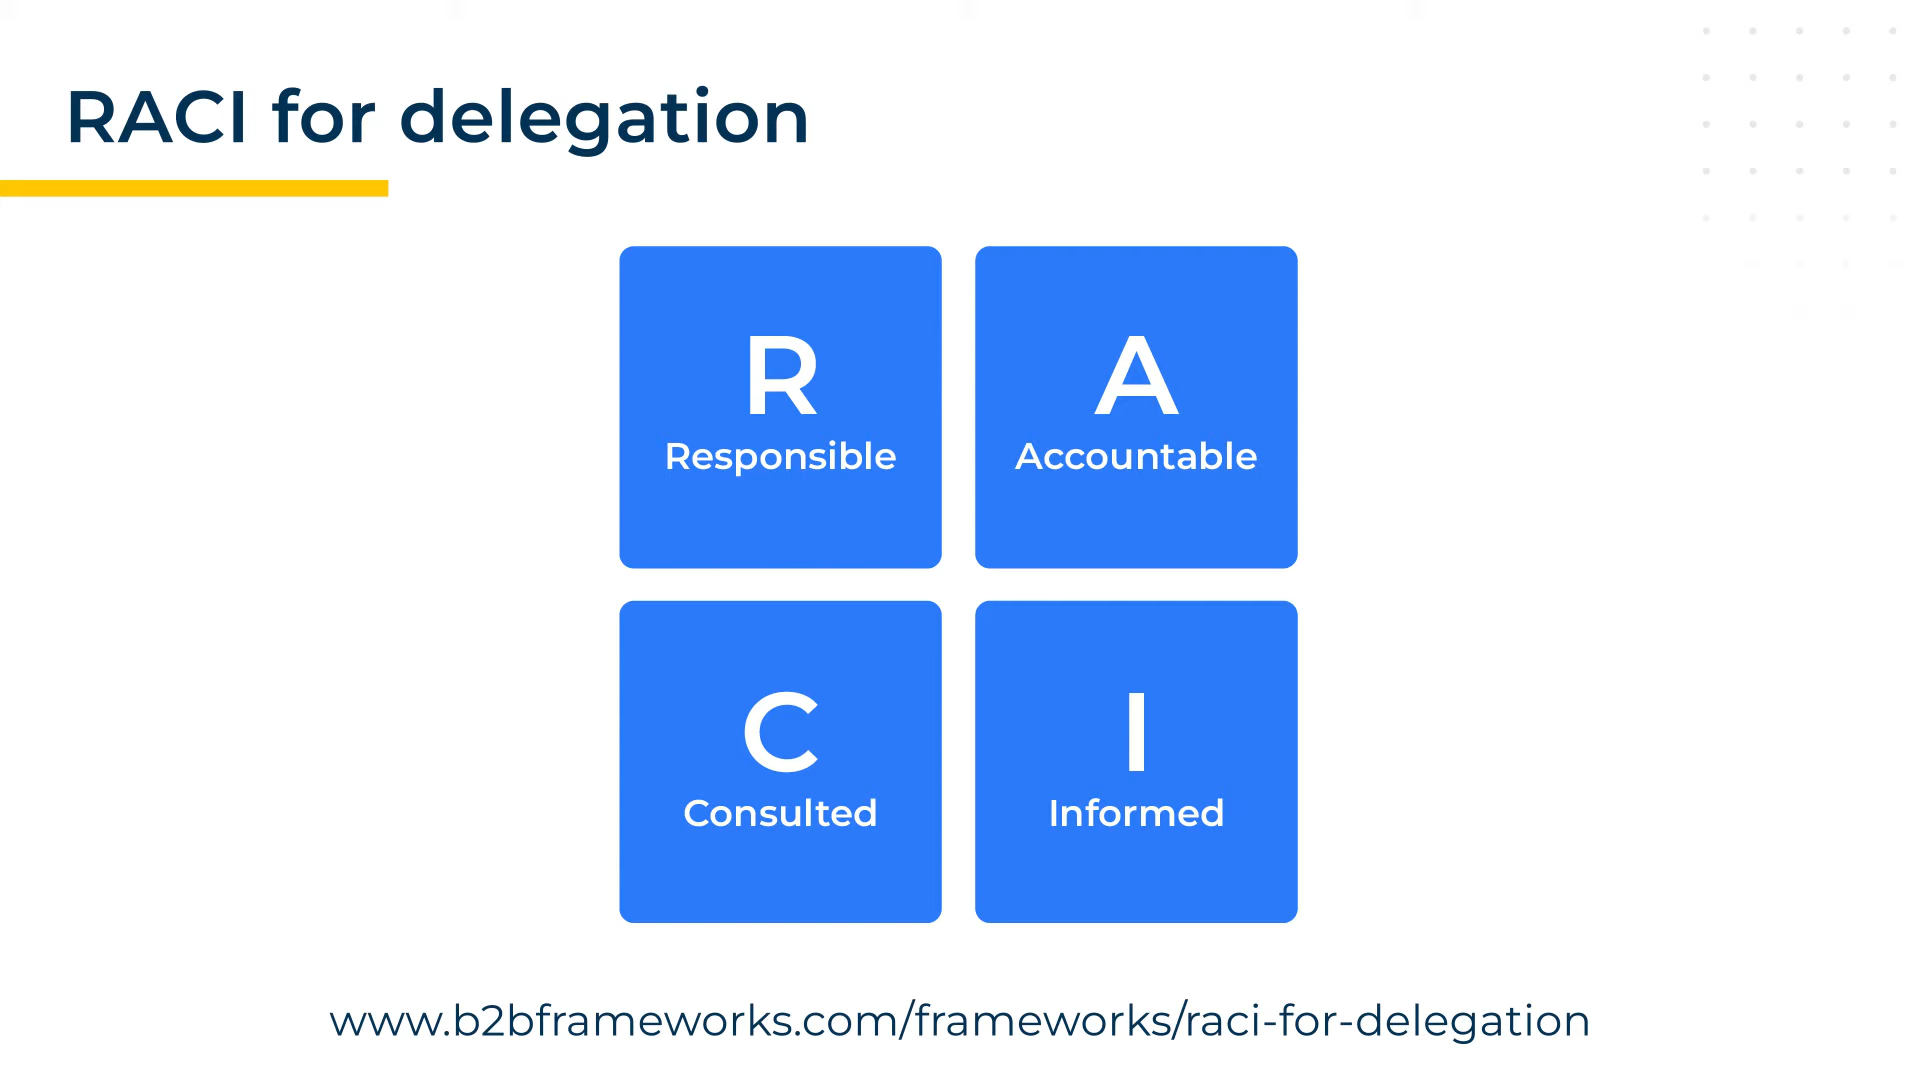 RACI for delegation
R
Responsible
A
Accountable
C
Consulted
I
Informed
www.b2bframeworks.com/frameworks/raci-for-delegation